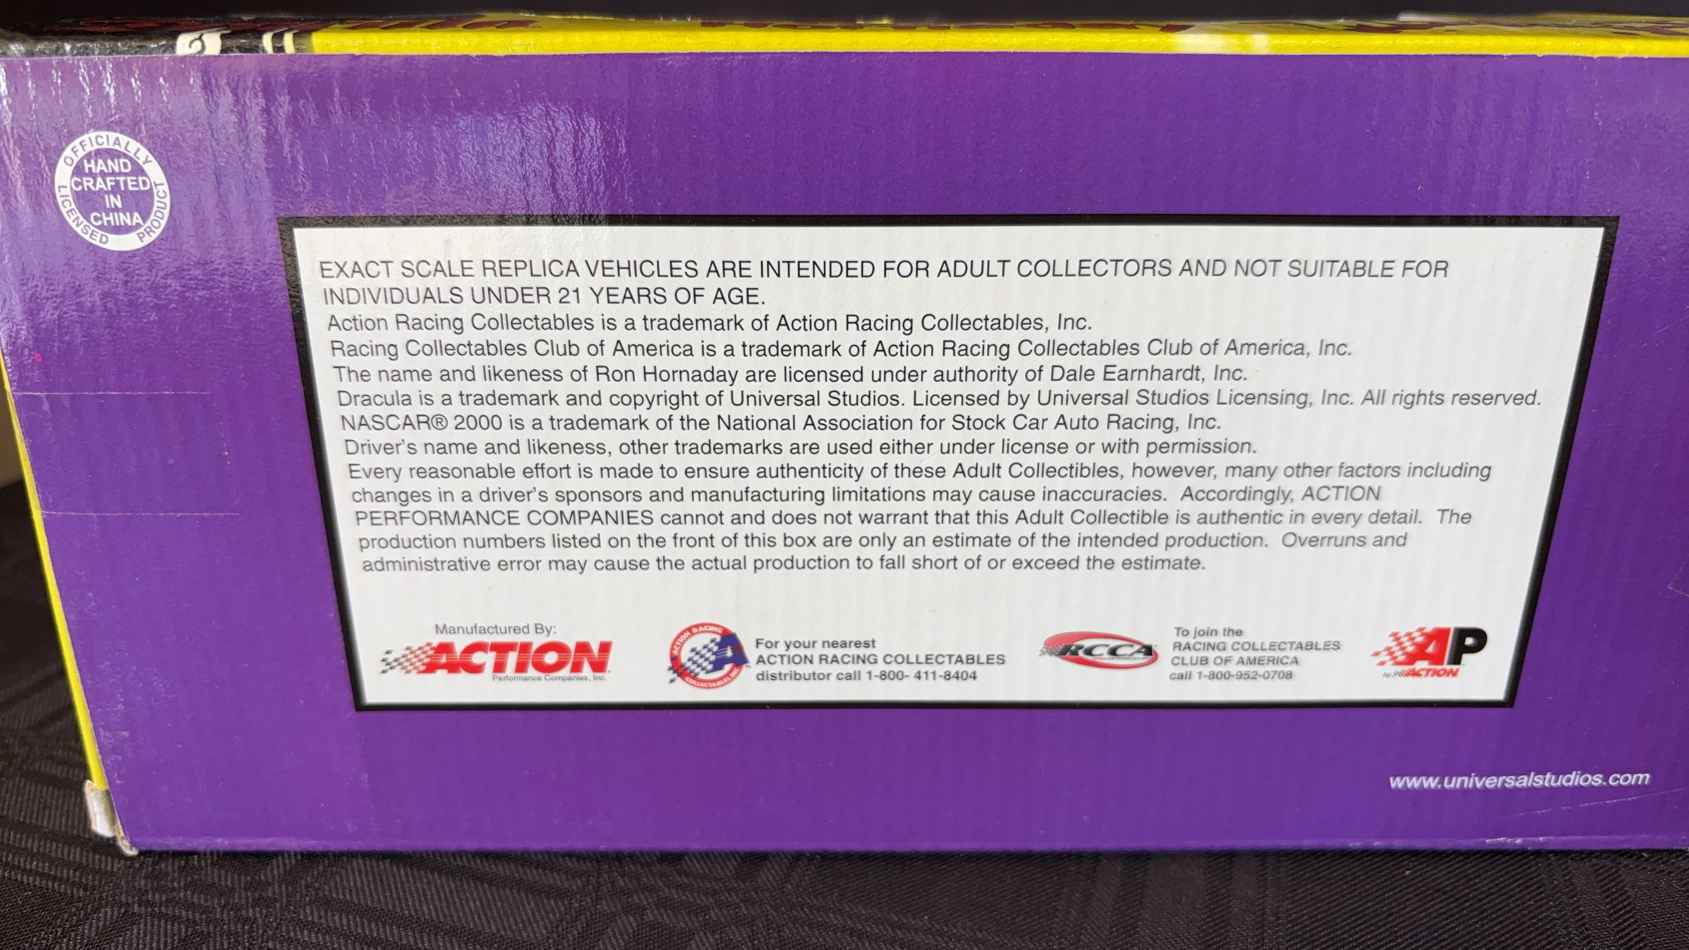 OFFICIALLY LICENSED PRODUCT
HAND
CRAFTED
IN
CHINA
EXACT SCALE REPLICA VEHICLES ARE INTENDED FOR ADULT COLLECTORS AND NOT SUITABLE FOR
INDIVIDUALS UNDER 21 YEARS OF AGE.
Action Racing Collectables is a trademark of Action Racing Collectables, Inc.
Racing Collectables Club of America is a trademark of Action Racing Collectables Club of America, Inc.
The name and likeness of Ron Hornaday are licensed under authority of Dale Earnhardt, Inc.
Dracula is a trademark and copyright of Universal Studios. Licensed by Universal Studios Licensing, Inc. All rights reserved.
NASCAR® 2000 is a trademark of the National Association for Stock Car Auto Racing, Inc.
Driver's name and likeness, other trademarks are used either under license or with permission.
Every reasonable effort is made to ensure authenticity of these Adult Collectibles, however, many other factors including
changes in a driver's sponsors and manufacturing limitations may cause inaccuracies. Accordingly, ACTION
PERFORMANCE COMPANIES cannot and does not warrant that this Adult Collectible is authentic in every detail. The
production numbers listed on the front of this box are only an estimate of the intended production. Overruns and
administrative error may cause the actual production to fall short of or exceed the estimate.
Manufactured By:
ACTION
Performance Companies, Inc.
ACTION RACING
COLLECTABLES
A
For your nearest
ACTION RACING COLLECTABLES
distributor call 1-800- 411-8404
RCCA
To join the
RACING COLLECTABLES
CLUB OF AMERICA
call 1-800-952-0708
AP
ACTION
www.universalstudios.com